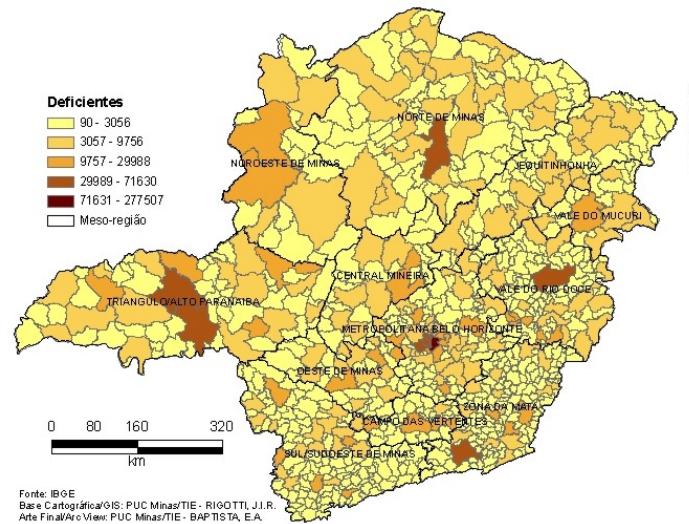 Deficientes
90 - 3056
3057 - 9756
9757 - 29988
29989 - 71630
71631 - 277507
Meso-região
NORTE DE MINAS
NOROESTE DE MINAS
JEQUITINHONHA
VALE DO MUCURI
CENTRAL MINEIRA
VALE DO RIO DOCE
TRIANGULO/ALTO PARANAIBA
METROPOLITANA BELO HORIZONTE
OESTE DE MINAS
ZONA DA MATA
CAMPO DAS VERTENTES
SUL/SUDOESTE DE MINAS
0 80 160 320
km
Fonte: IBGE
Base Cartográfica/GIS: PUC Minas/TIE - RIGOTTI, J.I.R.
Arte Final/Arc View: PUC Minas/TIE - BAPTISTA, E.A.